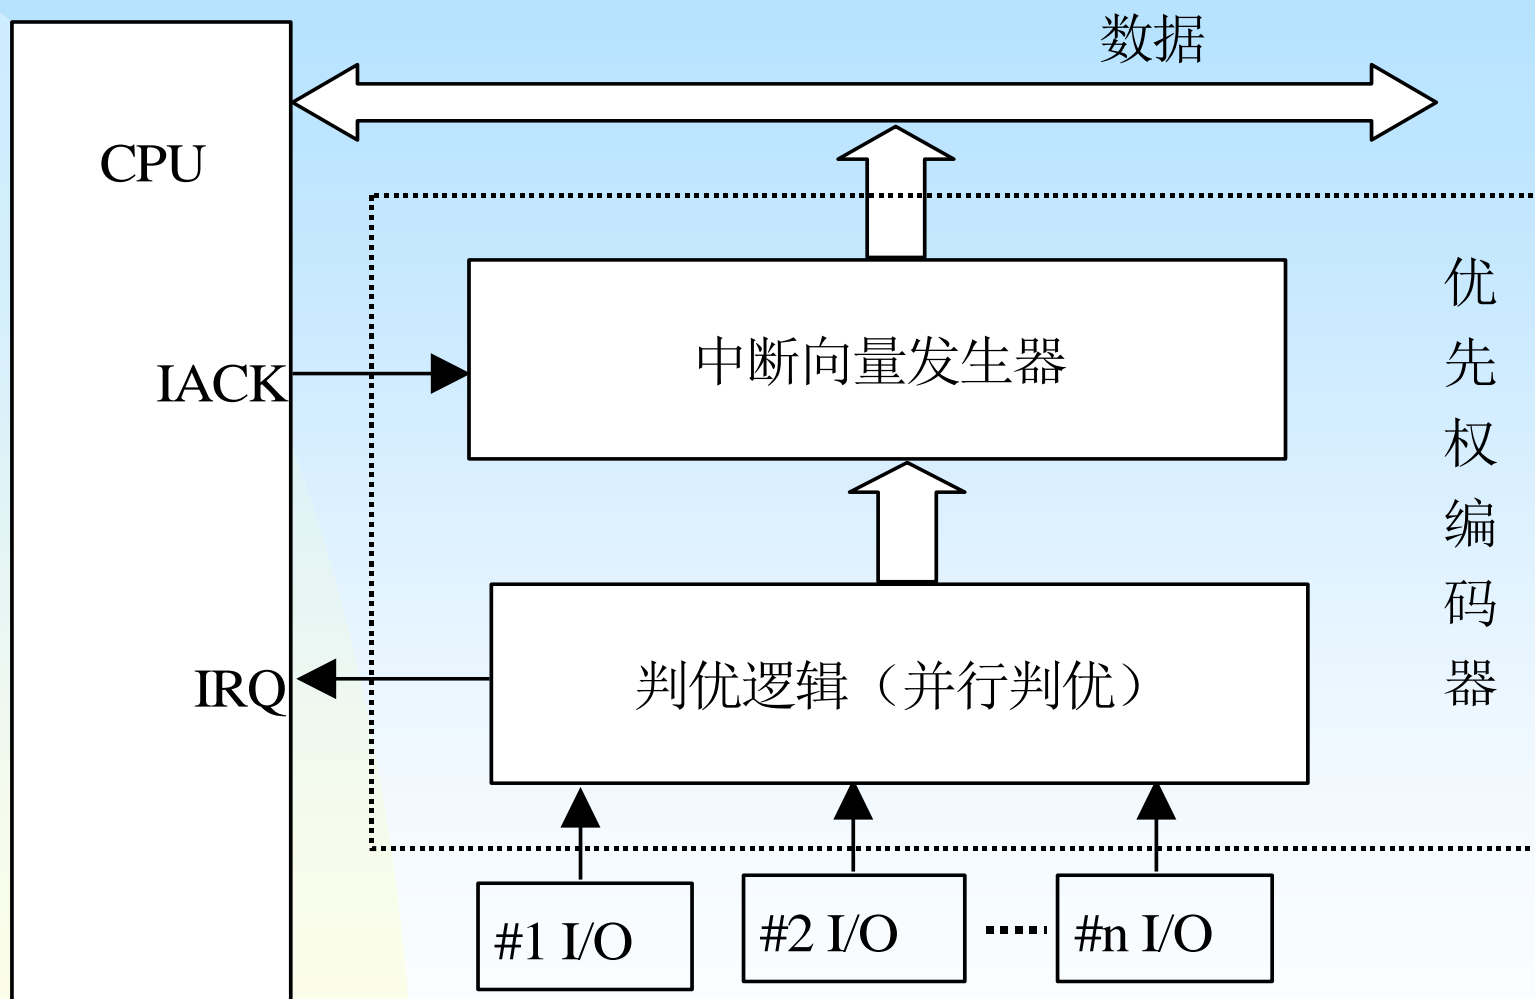 数据
CPU
中断向量发生器
IACK
优先权编码器
判优逻辑（并行判优）
IRQ
#1 I/O
#2 I/O
#n I/O